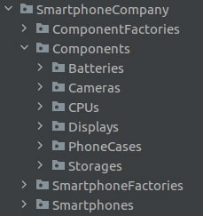 SmartphoneCompany
ComponentFactories
Components
Batteries
Cameras
CPUs
Displays
PhoneCases
Storages
SmartphoneFactories
Smartphones